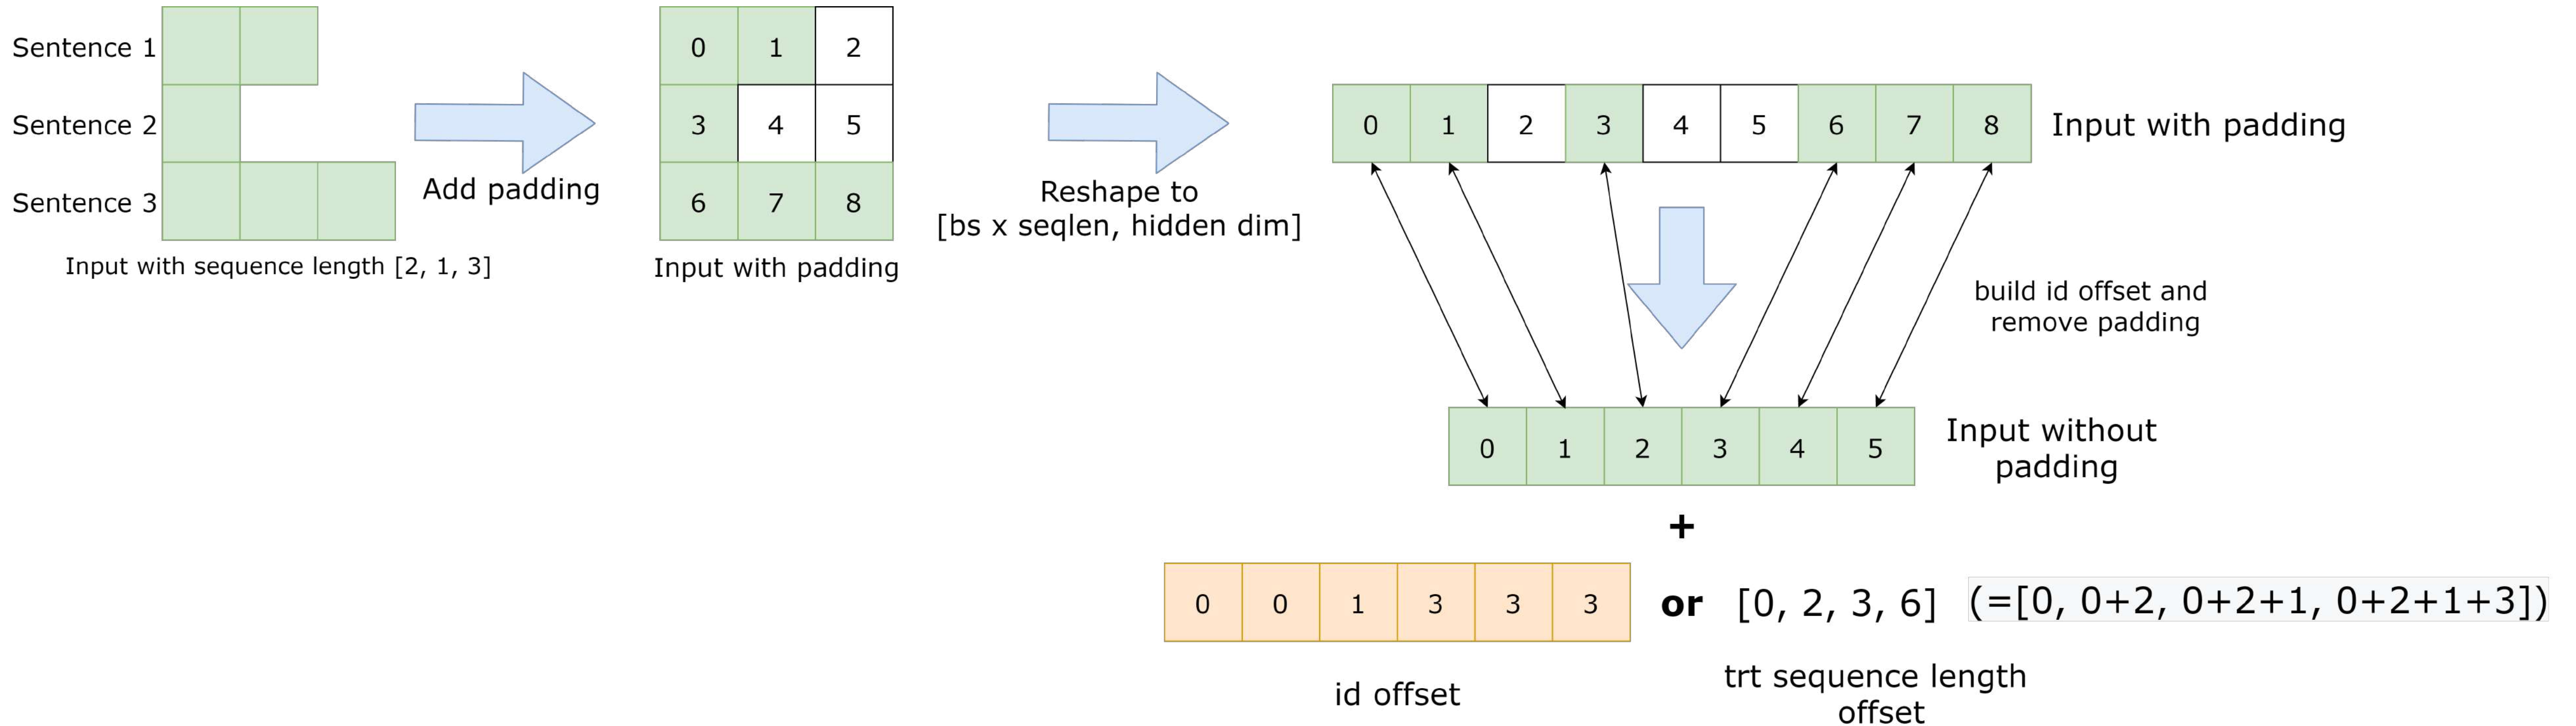 Sentence 1
Sentence 2
Sentence 3
Input with sequence length [2, 1, 3]
Add padding
0 1 2
3 4 5
6 7 8
Input with padding
Reshape to
[bs x seqlen, hidden dim]
0 1 2 3 4 5 6 7 8
Input with padding
build id offset and
remove padding
0 1 2 3 4 5
Input without
padding
+
0 0 1 3 3 3
or [0, 2, 3, 6] (=[0, 0+2, 0+2+1, 0+2+1+3])
id offset
trt sequence length
offset